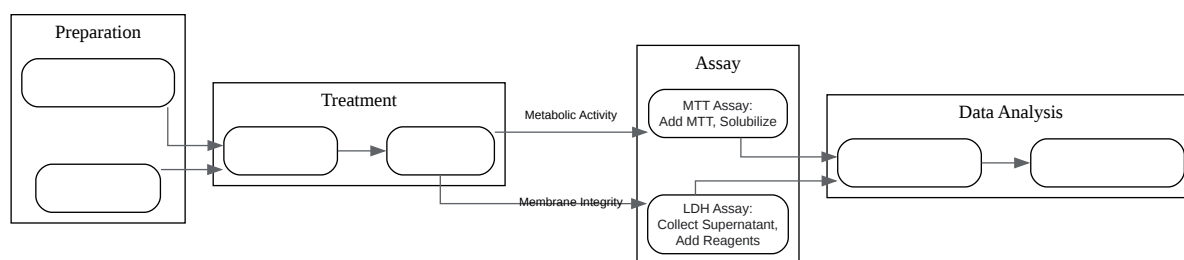 Preparation
Treatment
Metabolic Activity
Membrane Integrity
Assay
MTT Assay:
Add MTT, Solubilize
LDH Assay:
Collect Supernatant,
Add Reagents
Data Analysis